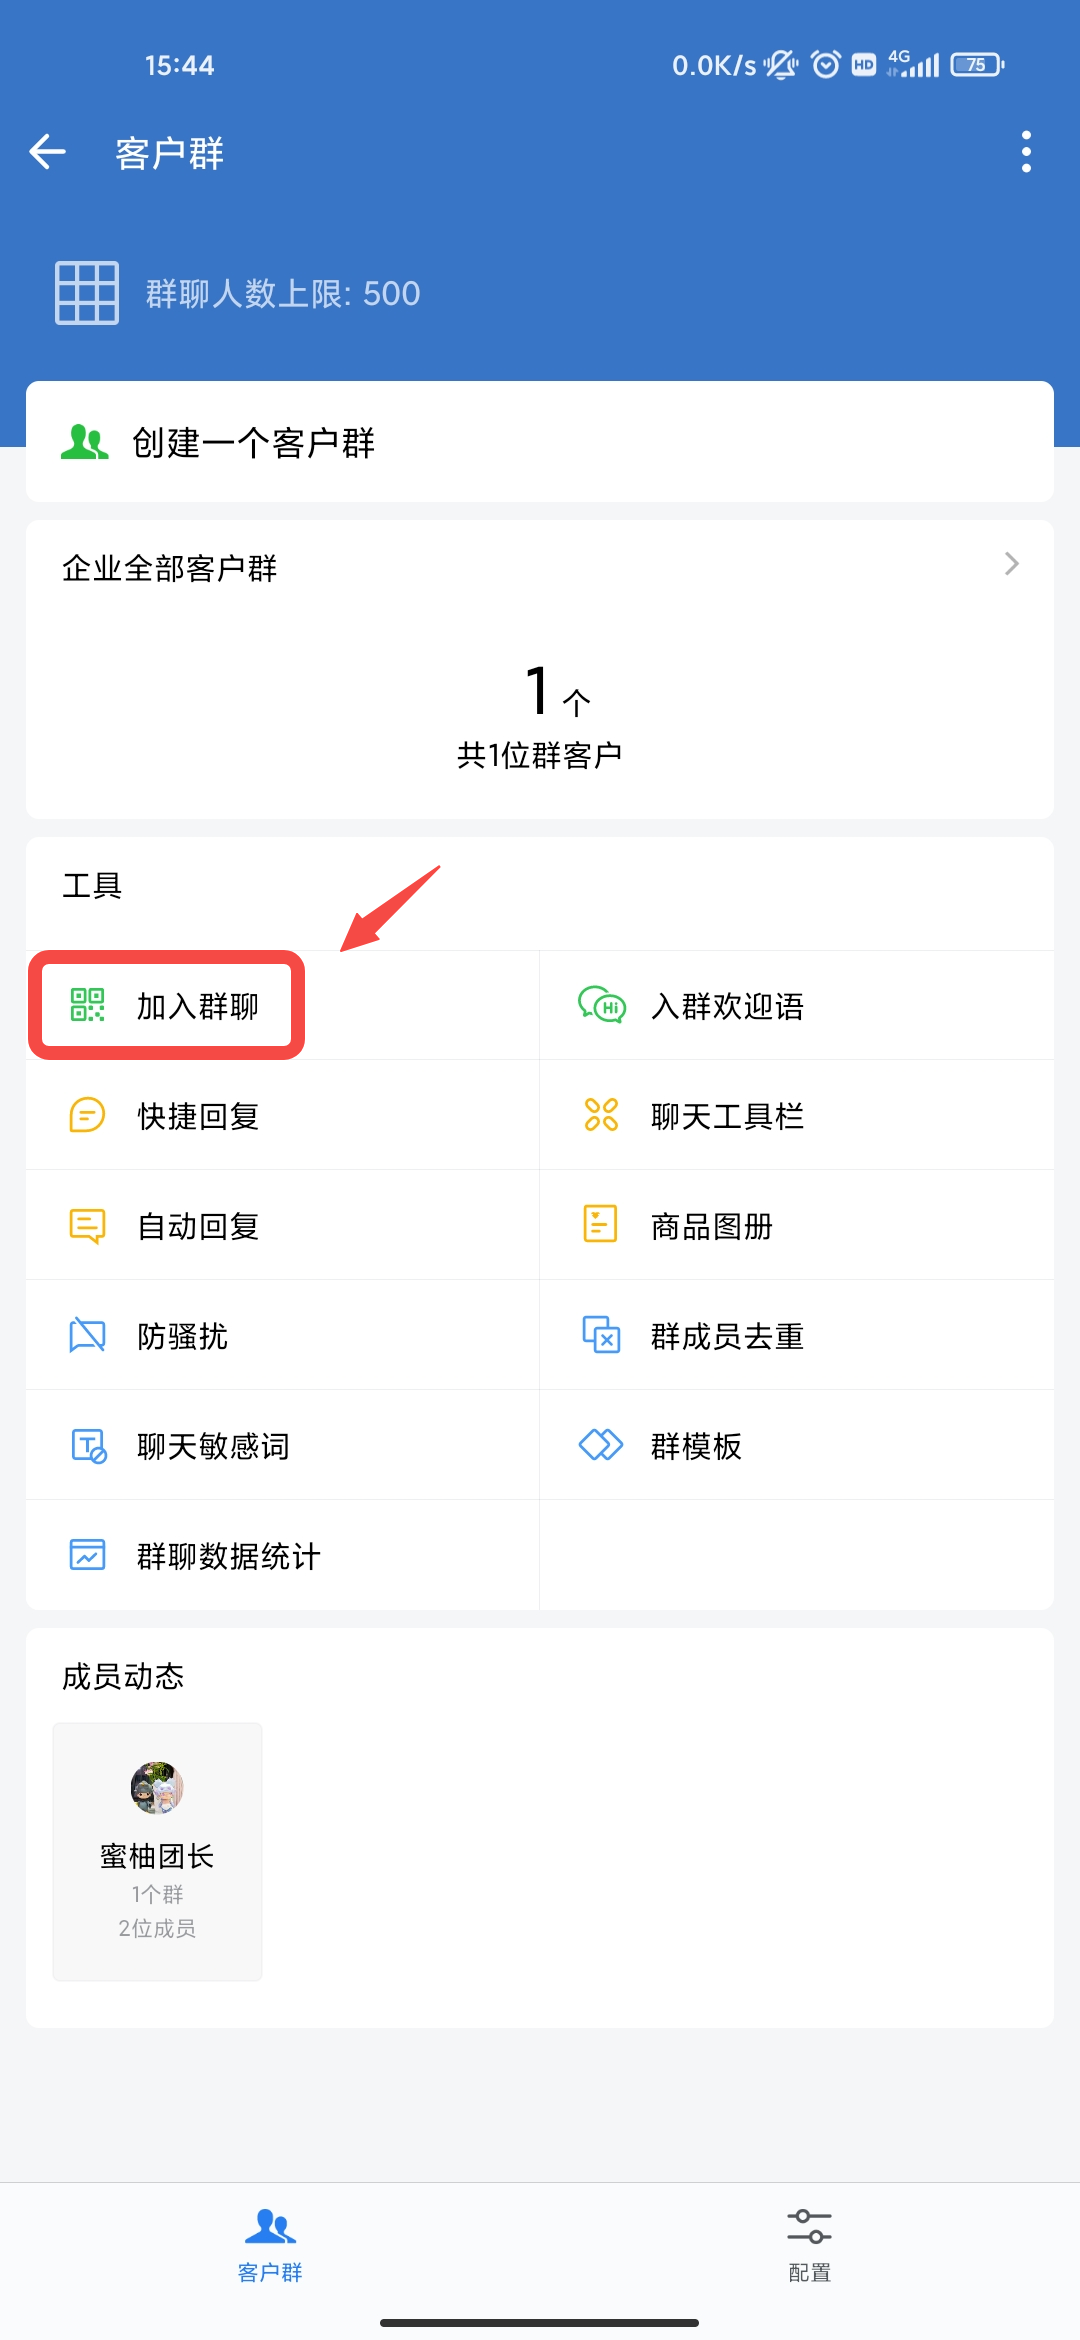 15:44
0.0K/s HD 4G 75
客户群
群聊人数上限: 500
创建一个客户群
企业全部客户群
1个
共1位群客户
工具
加入群聊
Hi 入群欢迎语
快捷回复
聊天工具栏
自动回复
商品图册
防骚扰
群成员去重
聊天敏感词
群模板
群聊数据统计
成员动态
蜜柚团长
1个群
2位成员
客户群
配置